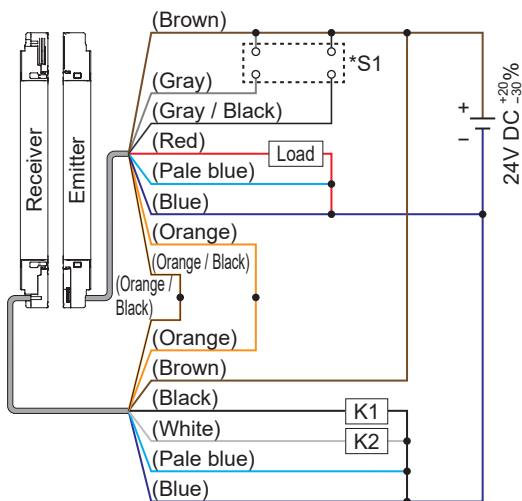 (Brown)
*S1
(Gray)
(Gray / Black)
(Red)
Load
(Pale blue)
(Blue)
(Orange)
(Orange / Black)
(Orange /
Black)
(Orange)
(Brown)
(Black)
K1
(White)
K2
(Pale blue)
(Blue)
Receiver
Emitter
+
−
24V DC +20 −30 %